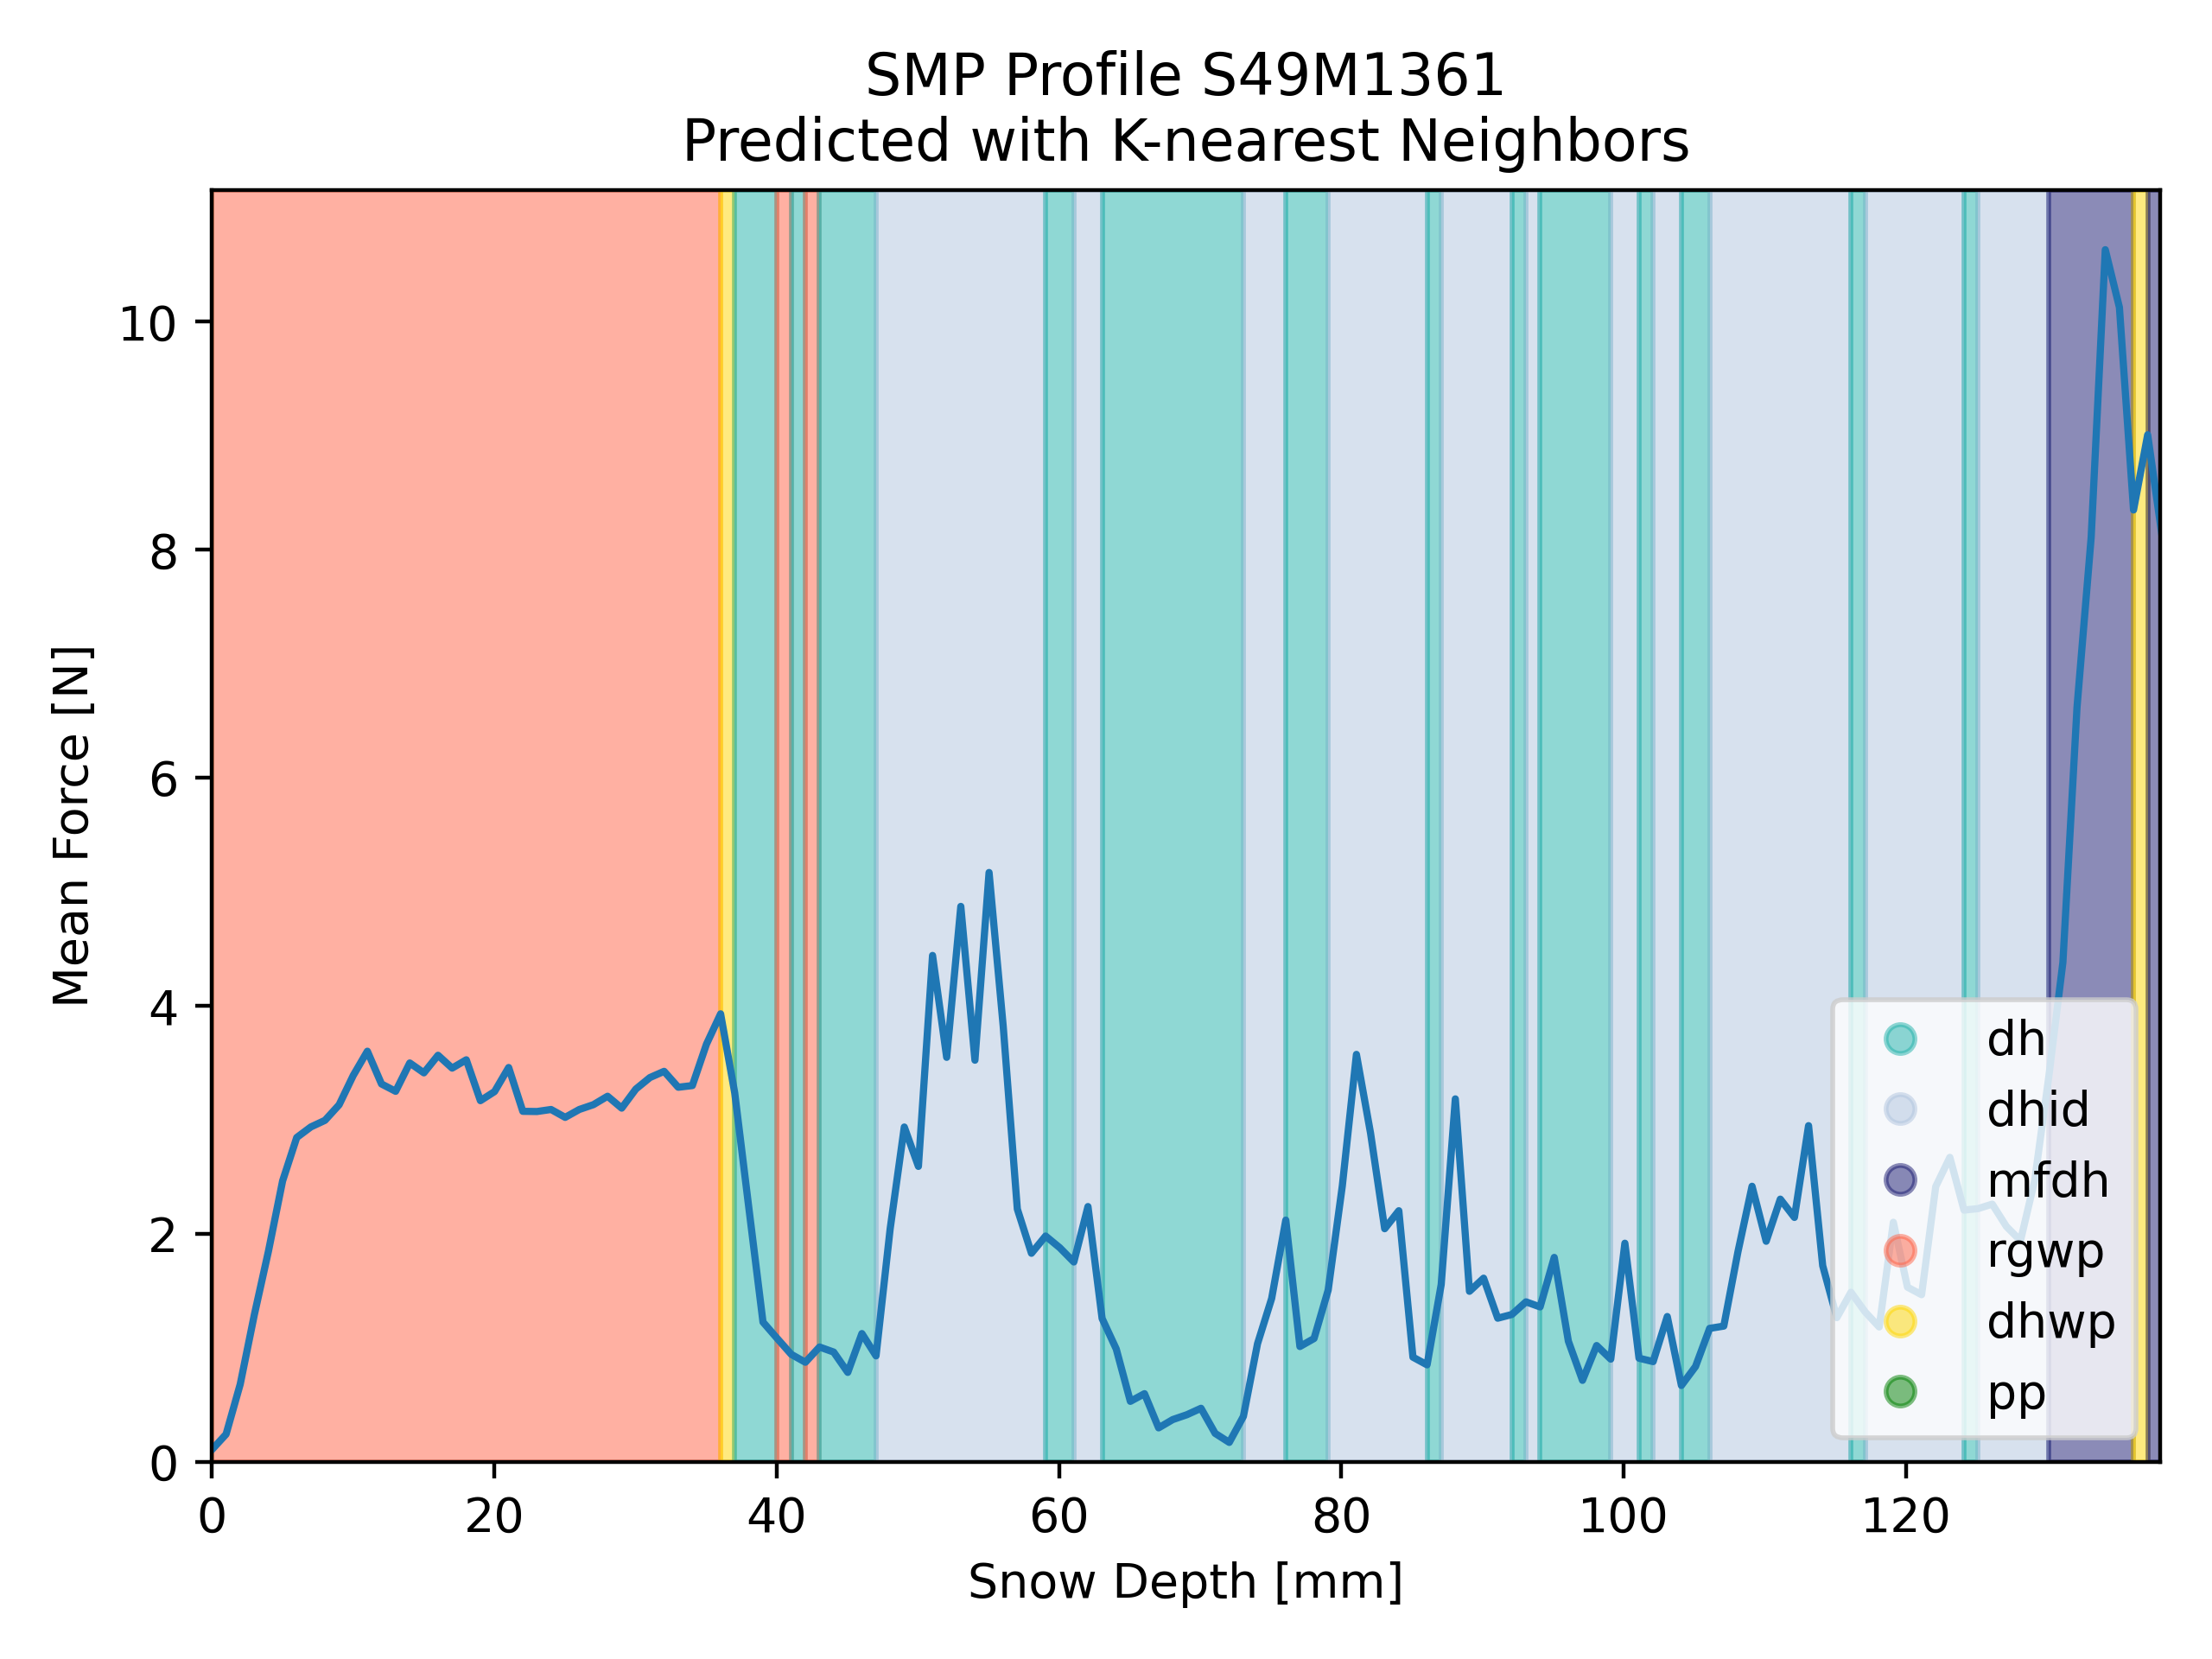 SMP Profile S49M1361
Predicted with K-nearest Neighbors
Mean Force [N]
10
8
6
4
2
0
0 20 40 60 80 100 120
Snow Depth [mm]
dh
dhid
mfdh
rgwp
dhwp
pp